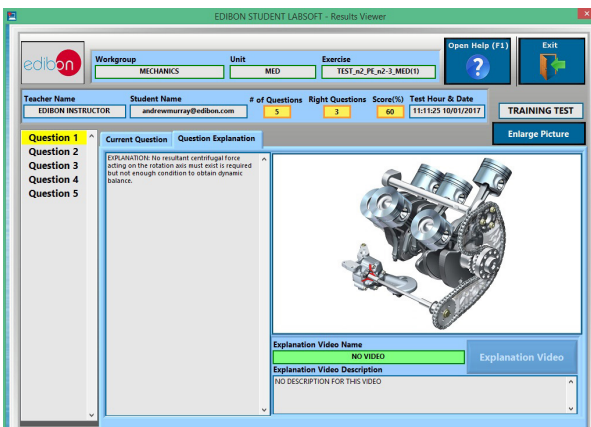 EDIBON STUDENT LABSOFT - Results Viewer
edibon
Workgroup
MECHANICS
Unit
MED
Exercise
TEST_n2_PE_n2-3_MED(1)
Open Help (F1)
?
Exit
Teacher Name
EDIBON INSTRUCTOR
Student Name
andrewmurray@edibon.com
# of Questions
5
Right Questions
3
Score(%)
60
Test Hour & Date
11:11:25 10/01/2017
TRAINING TEST
Enlarge Picture
Question 1
Question 2
Question 3
Question 4
Question 5
Current Question
Question Explanation
EXPLANATION: No resultant centrifugal force
acting on the rotation axis must exist is required
but not enough condition to obtain dynamic
balance.
Explanation Video Name
NO VIDEO
Explanation Video
Explanation Video Description
NO DESCRIPTION FOR THIS VIDEO